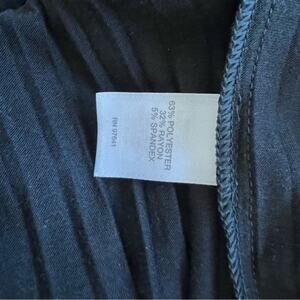 63% POLYESTER
32% RAYON
5% SPANDEX
RN 97641